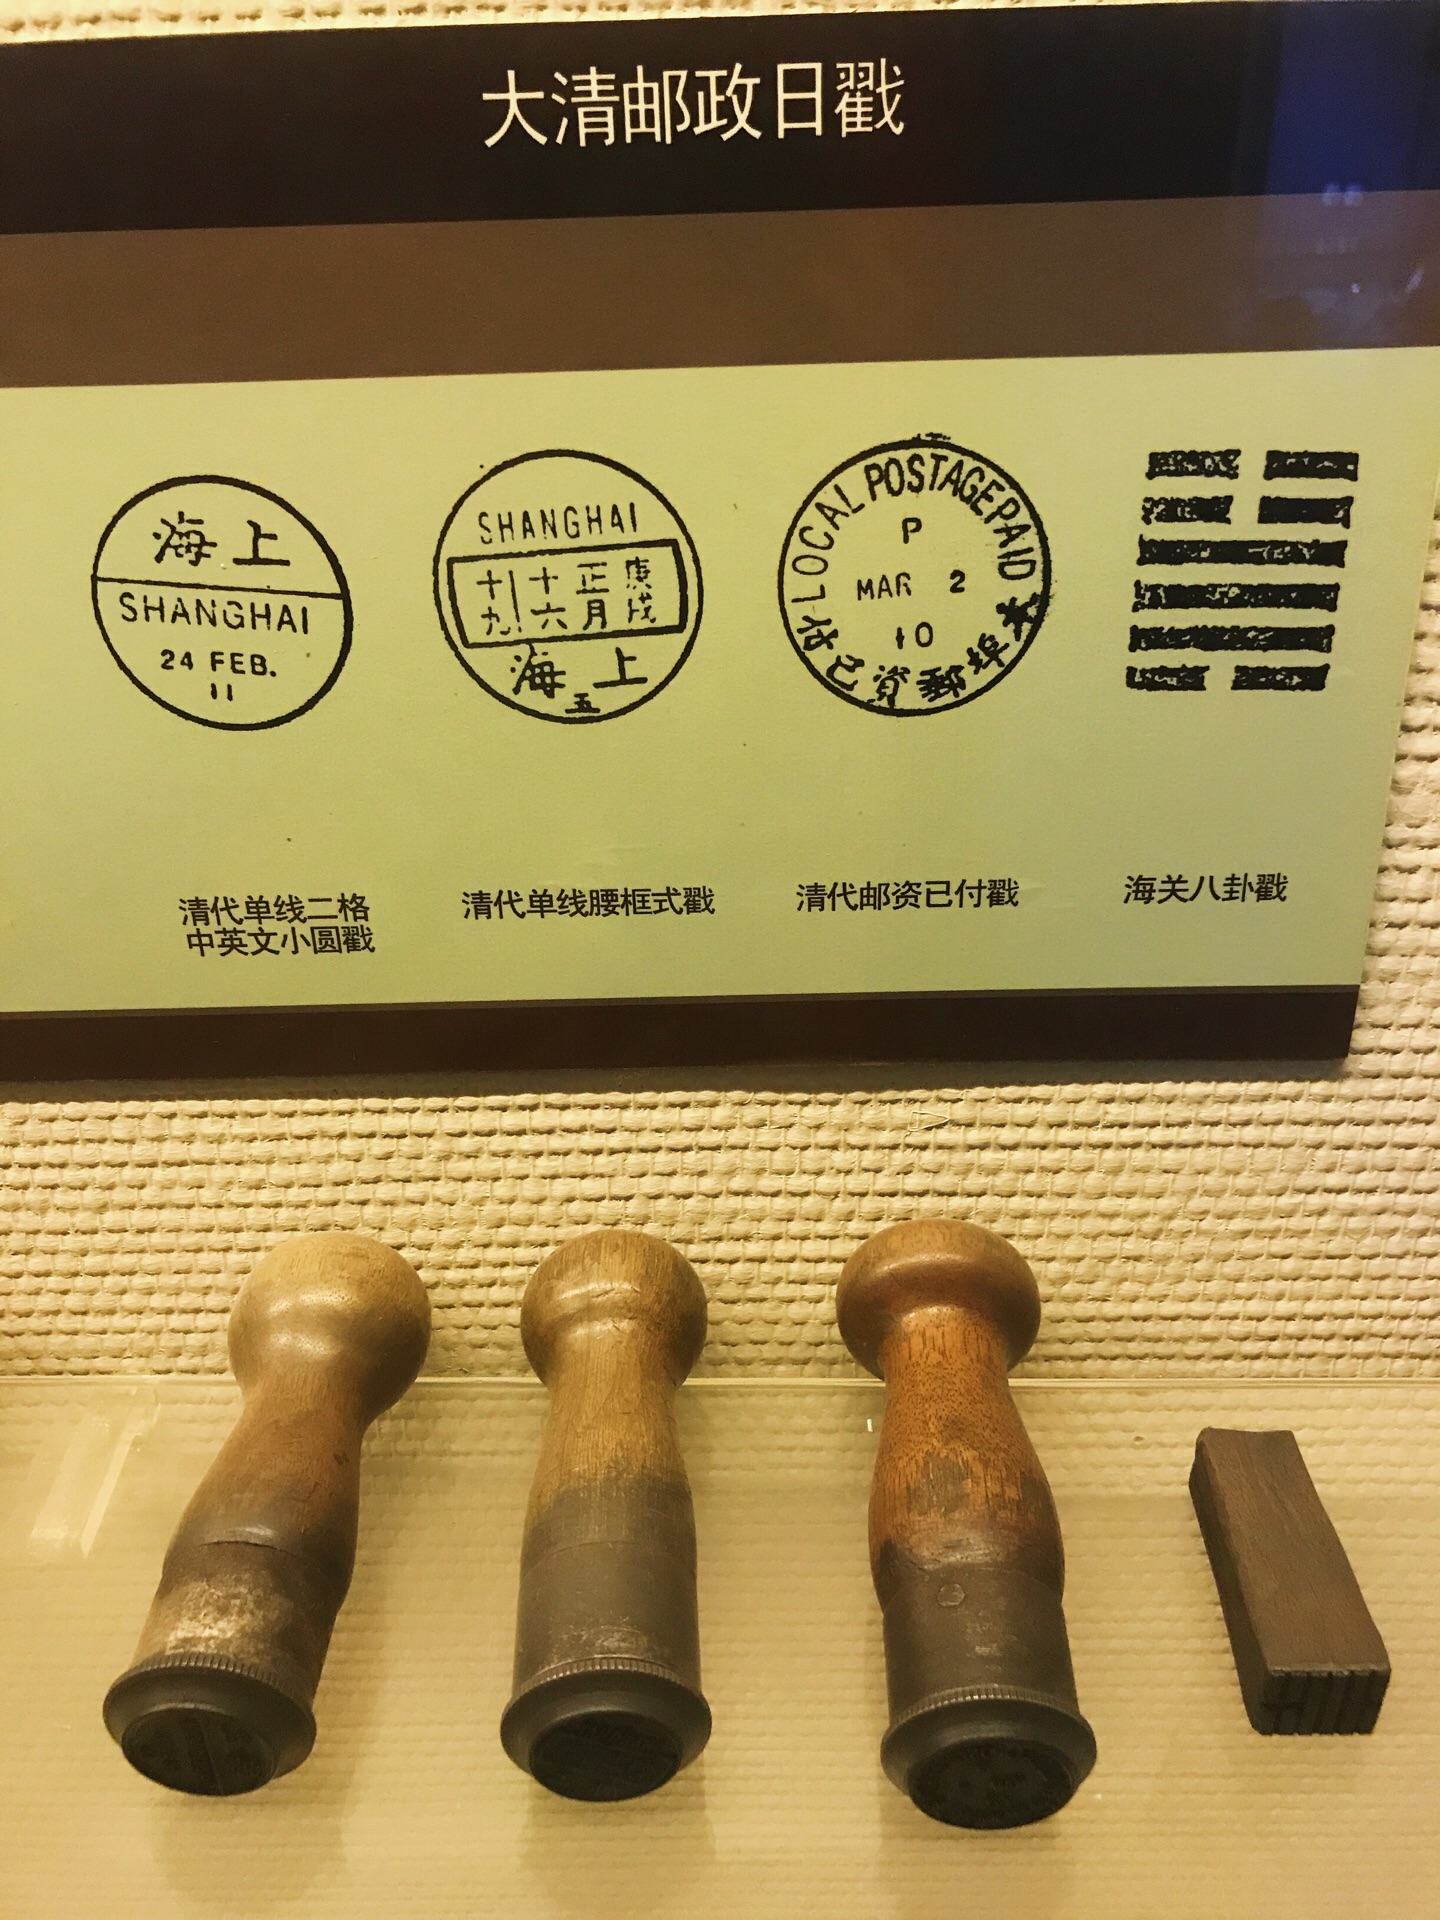 大清邮政日戳
海上
SHANGHAI
24 FEB.
11
SHANGHAI
十 十 正 庚
九 六 月 戌
海上
五
LOCAL POSTAGE PAID
P
MAR 2
10
付已資郵埠本
清代单线二格
中英文小圆戳
清代单线腰框式戳
清代邮资已付戳
海关八卦戳